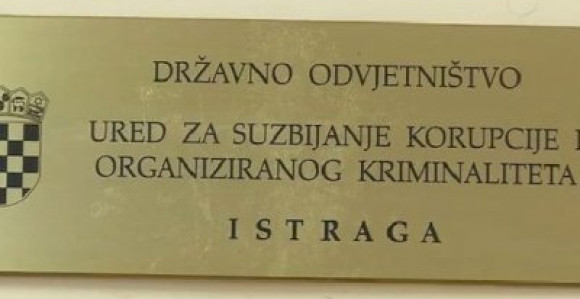 DRŽAVNO ODVJETNIŠTVO
URED ZA SUZBIJANJE KORUPCIJE I
ORGANIZIRANOG KRIMINALITETA
ISTRAGA